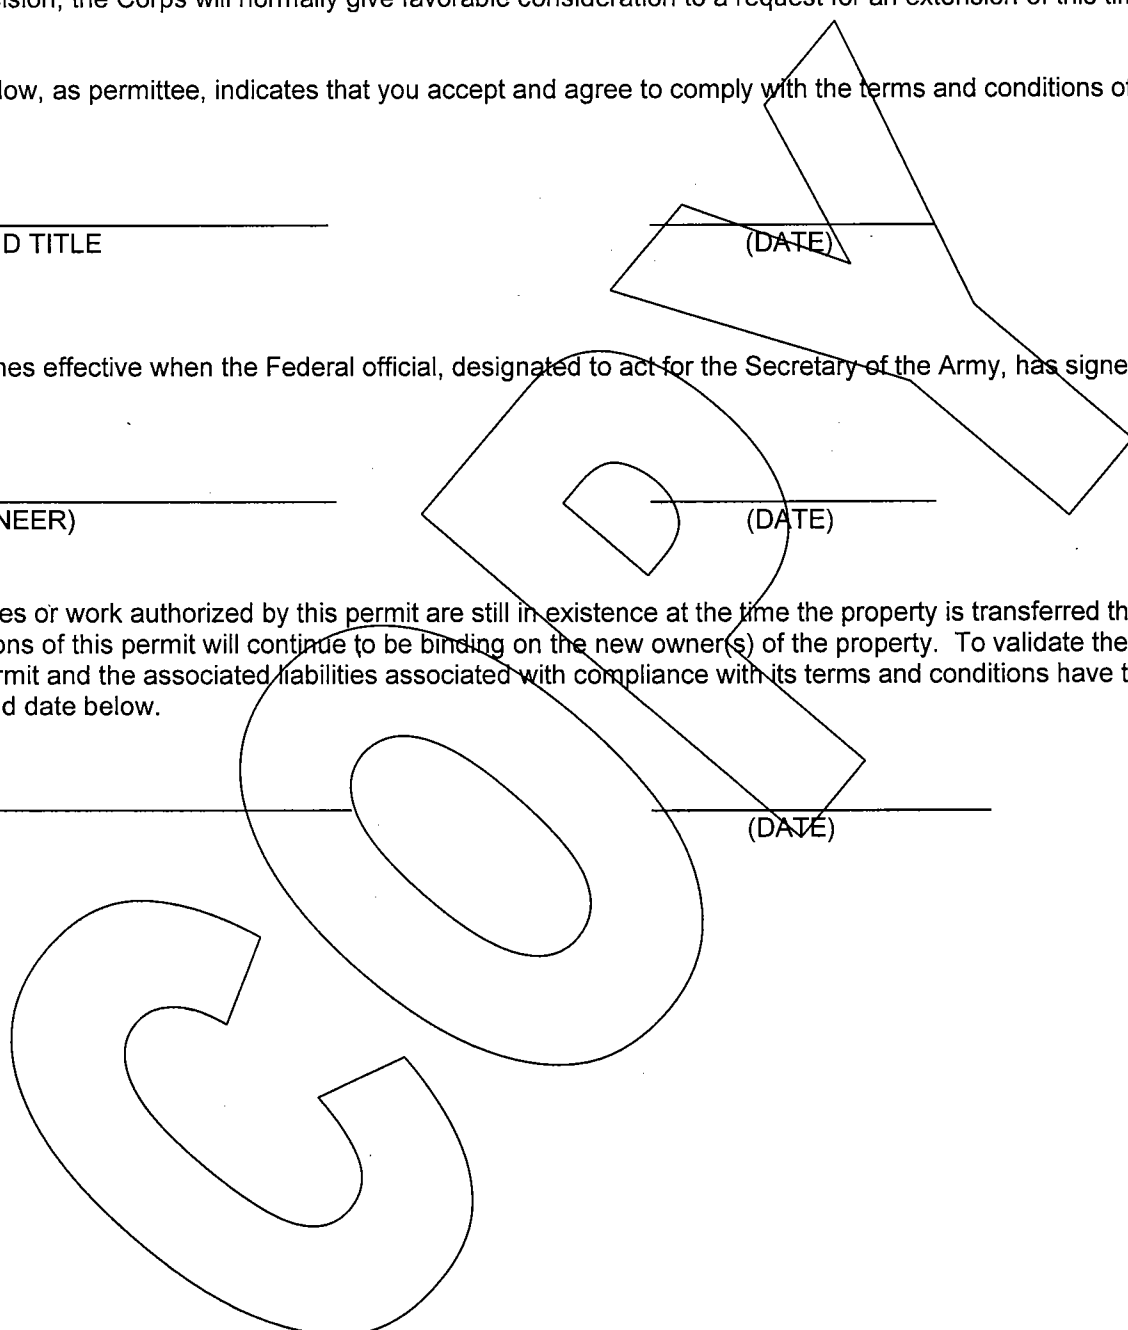 the Corps will normally give favorable consideration to a request for an extension of this
as permittee, indicates that you accept and agree to comply with the terms and conditions of
D TITLE (DATE)
effective when the Federal official, designated to act for the Secretary of the Army, has signe
NEER) (DATE)
es or work authorized by this permit are still in existence at the time the property is transferred th
ons of this permit will continue to be binding on the new owner(s) of the property. To validate the
rmit and the associated liabilities associated with compliance with its terms and conditions have t
d date below.
(DATE)
COPY